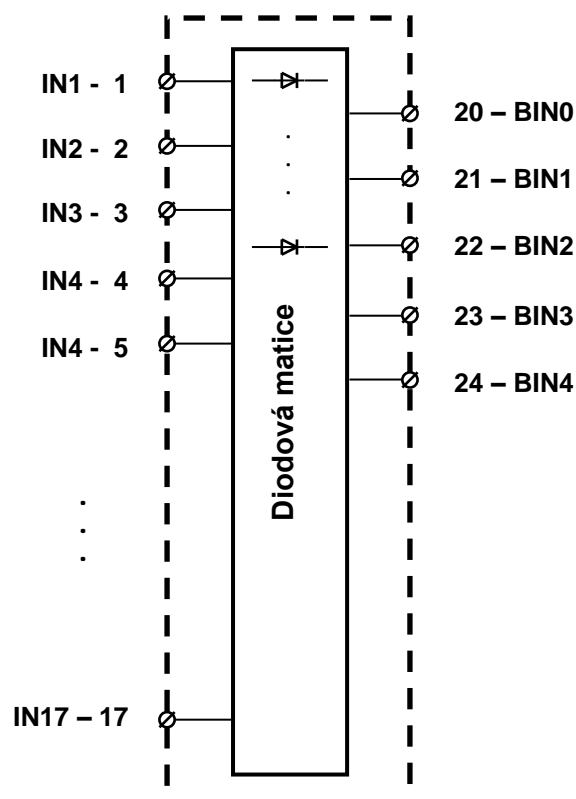 IN1 - 1
IN2 - 2
IN3 - 3
IN4 - 4
IN4 - 5
IN17 – 17
Diodová matice
20 – BIN0
21 – BIN1
22 – BIN2
23 – BIN3
24 – BIN4